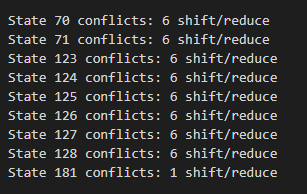 State 70 conflicts: 6 shift/reduce
State 71 conflicts: 6 shift/reduce
State 123 conflicts: 6 shift/reduce
State 124 conflicts: 6 shift/reduce
State 125 conflicts: 6 shift/reduce
State 126 conflicts: 6 shift/reduce
State 127 conflicts: 6 shift/reduce
State 128 conflicts: 6 shift/reduce
State 181 conflicts: 1 shift/reduce